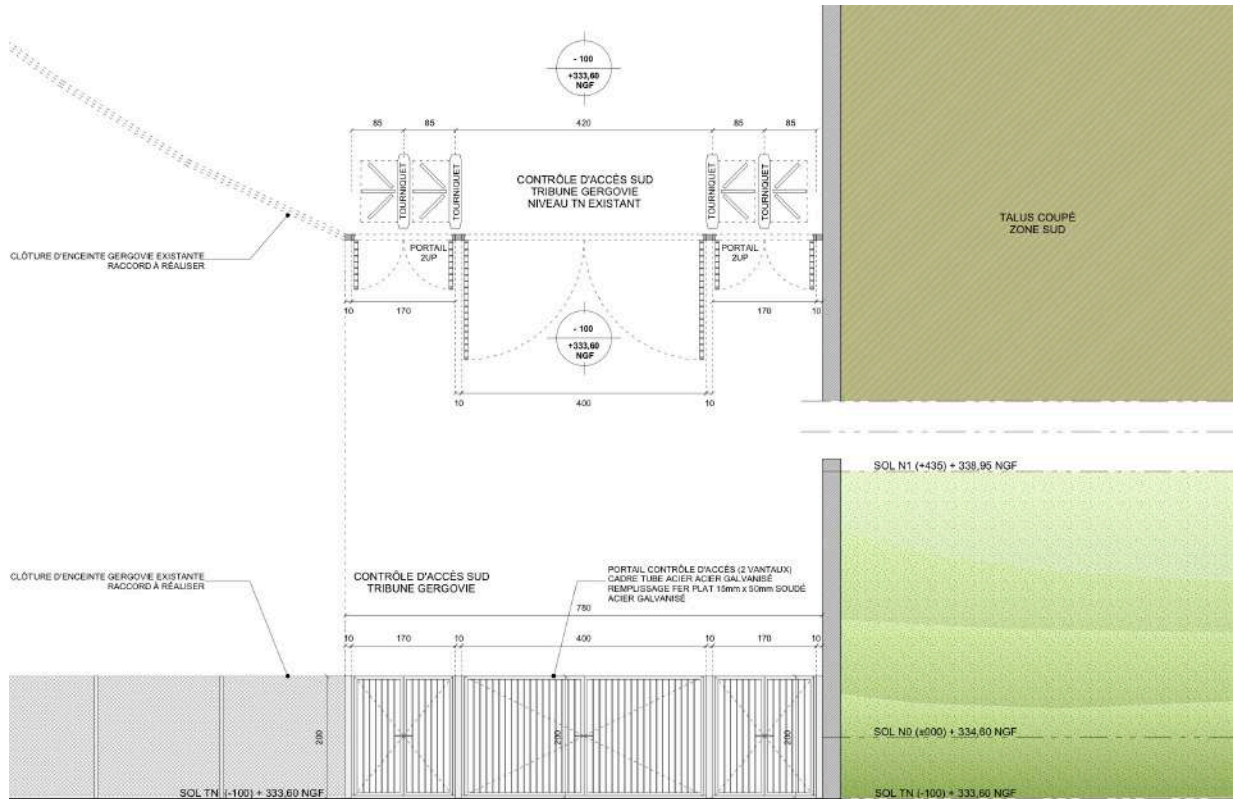 - 100
+333,60
NGF
85
85
420
85
85
TOURNIQUET
TOURNIQUET
CONTRÔLE D'ACCÈS SUD
TRIBUNE GERGOVIE
NIVEAU TN EXISTANT
TOURNIQUET
TOURNIQUET
TALUS COUPÉ
ZONE SUD
CLÔTURE D'ENCEINTE GERGOVIE EXISTANTE
RACCORD À RÉALISER
PORTAIL
2UP
PORTAIL
2UP
10
170
170
10
- 100
+333,60
NGF
10
400
10
SOL N1 (+435) + 338,95 NGF
CLÔTURE D'ENCEINTE GERGOVIE EXISTANTE
RACCORD À RÉALISER
CONTRÔLE D'ACCÈS SUD
TRIBUNE GERGOVIE
PORTAIL CONTRÔLE D'ACCÈS (2 VANTAUX)
CADRE TUBE ACIER ACIER GALVANISÉ
REMPLISSAGE FER PLAT 15mm x 50mm SOUDÉ
ACIER GALVANISÉ
780
10
170
10
400
10
170
10
200
200
200
200
SOL N0 (±000) + 334,60 NGF
SOL TN (-100) + 333,60 NGF
SOL TN (-100) + 333,60 NGF